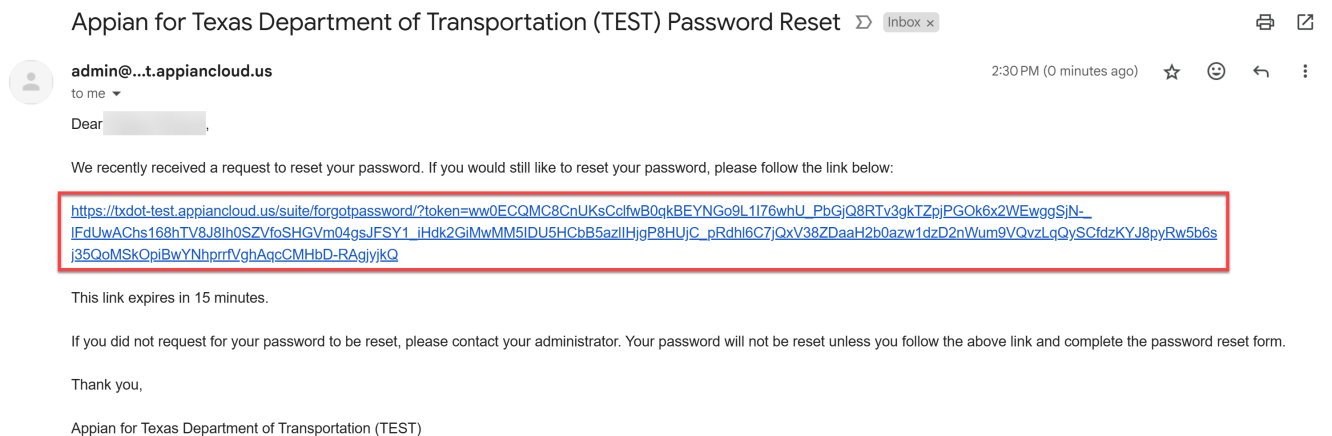 Appian for Texas Department of Transportation (TEST) Password Reset Inbox ×
admin@...t.appiancloud.us 2:30 PM (0 minutes ago)
to me
Dear ,
We recently received a request to reset your password. If you would still like to reset your password, please follow the link below:
https://txdot-test.appiancloud.us/suite/forgotpassword/?token=ww0ECQMC8CnUKsCclfwB0qkBEYNGo9L1I76whU_PbGjQ8RTv3gkTZpjPGOk6x2WEwggSjN-_
IFdUwAChs168hTV8J8Ih0SZVfoSHGVm04gsJFSY1_iHdk2GiMwMM5IDU5HCbB5azlIHjgP8HUjC_pRdhl6C7jQxV38ZDaaH2b0azw1dzD2nWum9VQvzLqQySCfdzKYJ8pyRw5b6s
j35QoMSkOpiBwYNhprrfVghAqcCMHbD-RAgjyjkQ
This link expires in 15 minutes.
If you did not request for your password to be reset, please contact your administrator. Your password will not be reset unless you follow the above link and complete the password reset form.
Thank you,
Appian for Texas Department of Transportation (TEST)